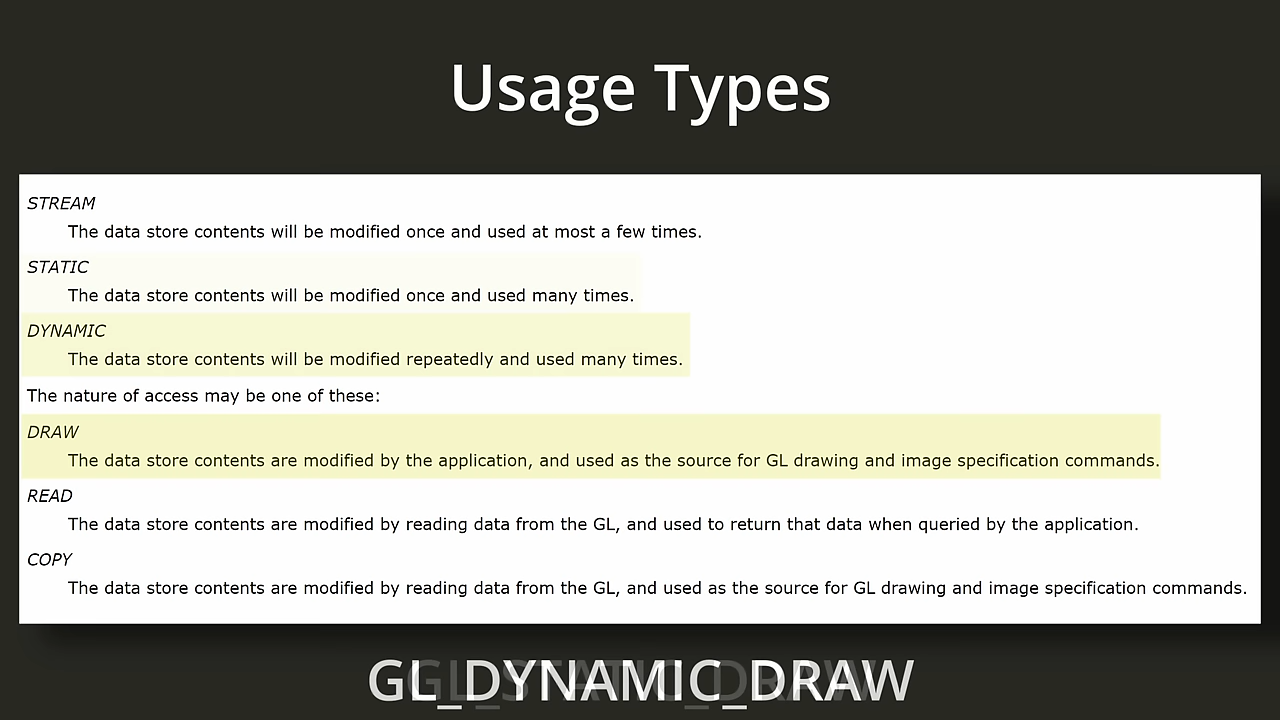 Usage Types
STREAM
The data store contents will be modified once and used at most a few times.
STATIC
The data store contents will be modified once and used many times.
DYNAMIC
The data store contents will be modified repeatedly and used many times.
The nature of access may be one of these:
DRAW
The data store contents are modified by the application, and used as the source for GL drawing and image specification commands.
READ
The data store contents are modified by reading data from the GL, and used to return that data when queried by the application.
COPY
The data store contents are modified by reading data from the GL, and used as the source for GL drawing and image specification commands.
GL_DYNAMIC_DRAW
GL_STATIC_DRAW